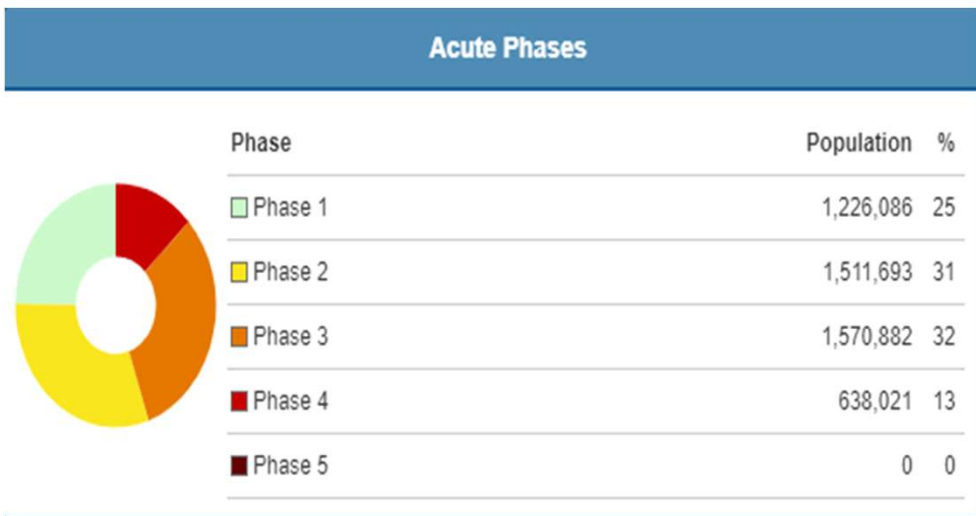 Acute Phases
Phase Population %
Phase 1 1,226,086 25
Phase 2 1,511,693 31
Phase 3 1,570,882 32
Phase 4 638,021 13
Phase 5 0 0